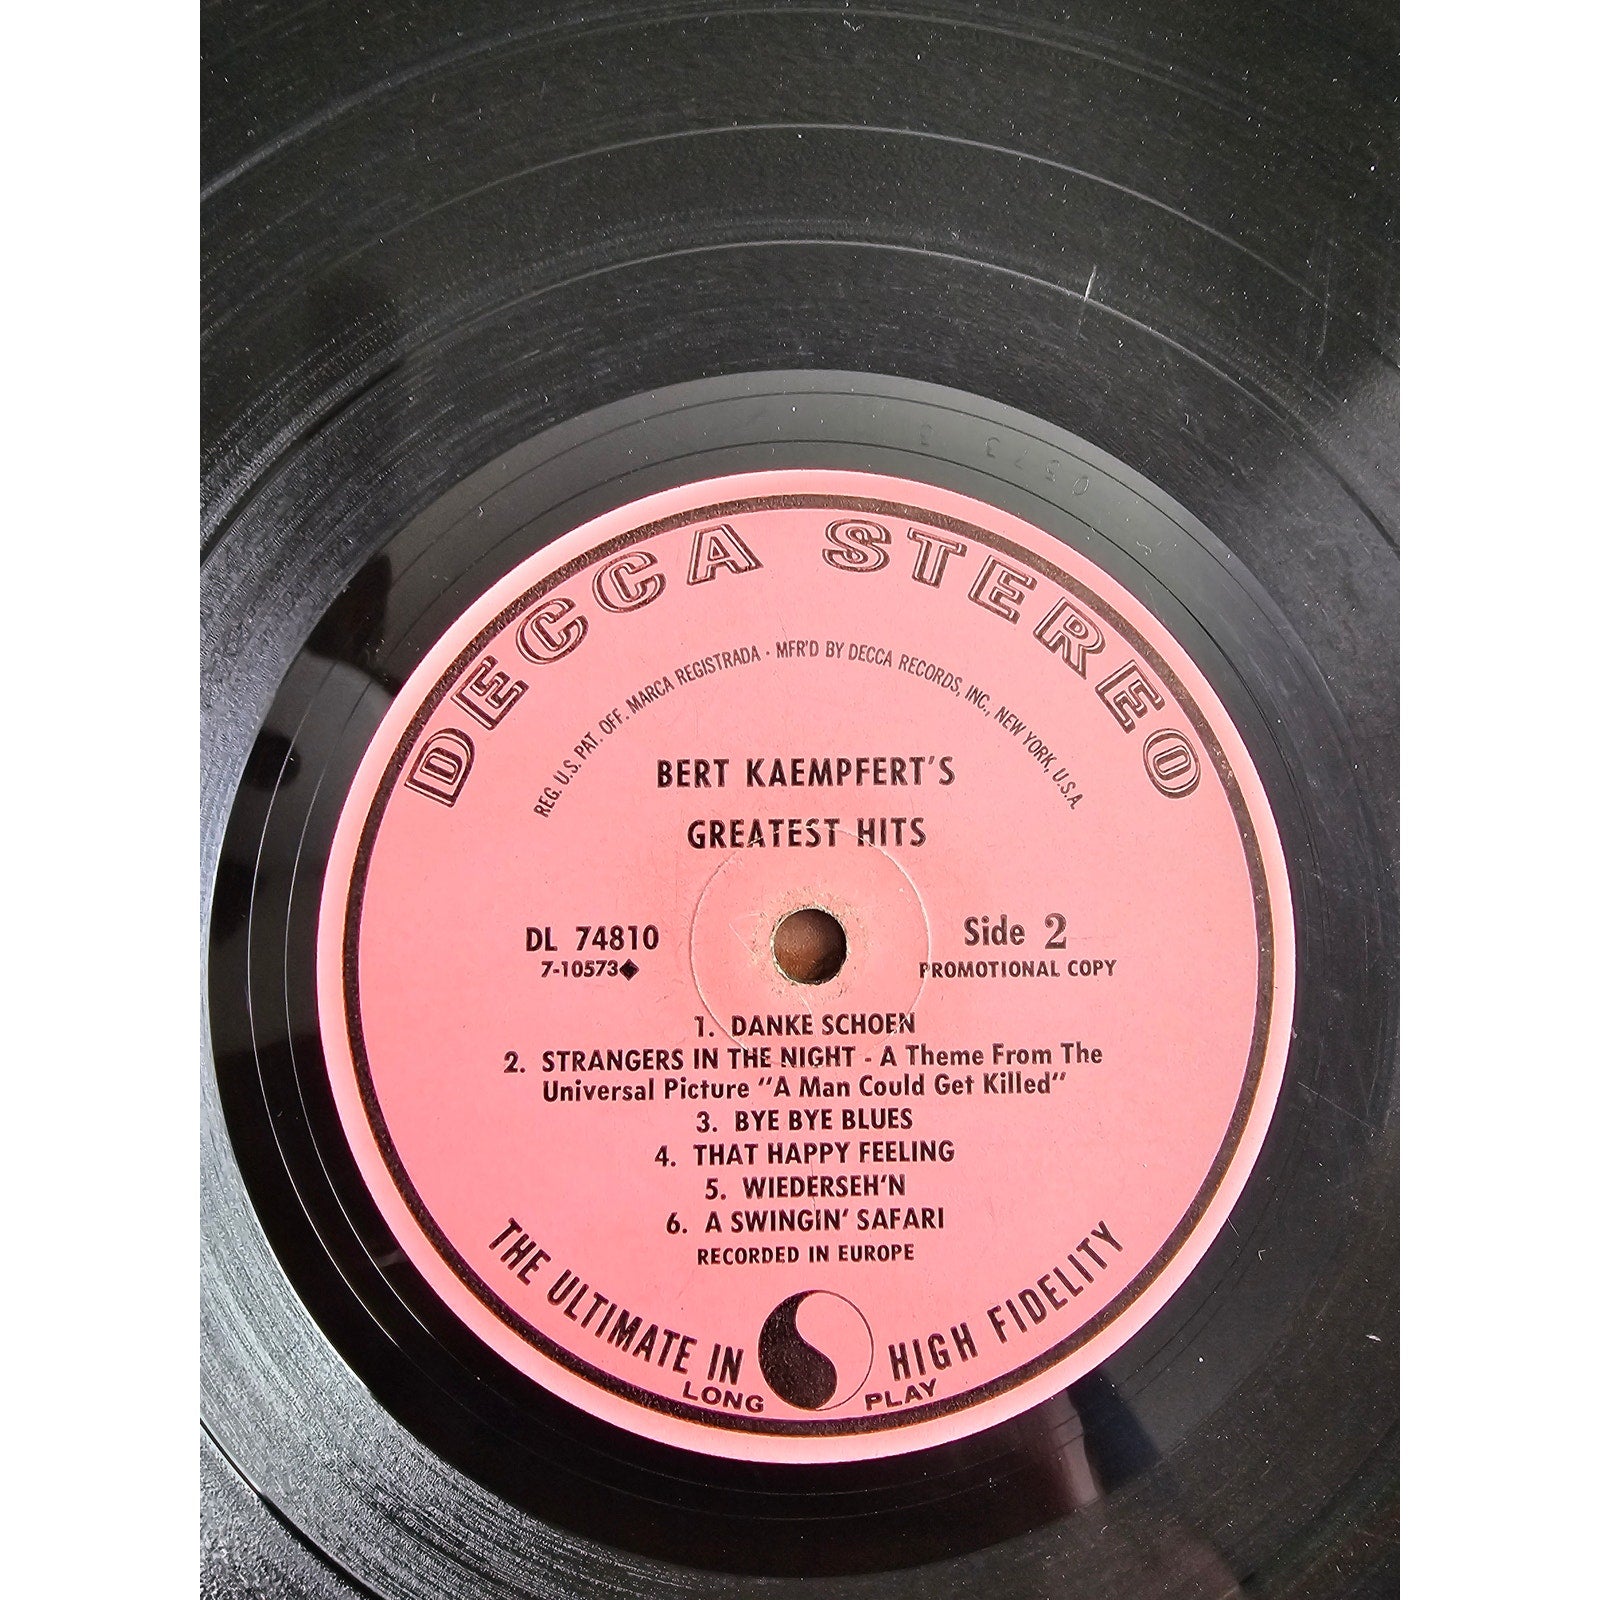 DECCA STEREO
REG. U.S. PAT. OFF. MARCA REGISTRADA · MFR'D BY DECCA RECORDS, INC., NEW YORK, U.S.A.
BERT KAEMPFERT'S
GREATEST HITS
DL 74810
7-10573◆
Side 2
PROMOTIONAL COPY
1. DANKE SCHOEN
2. STRANGERS IN THE NIGHT - A Theme From The
Universal Picture "A Man Could Get Killed"
3. BYE BYE BLUES
4. THAT HAPPY FEELING
5. WIEDERSEH'N
6. A SWINGIN' SAFARI
RECORDED IN EUROPE
THE ULTIMATE IN HIGH FIDELITY
LONG PLAY